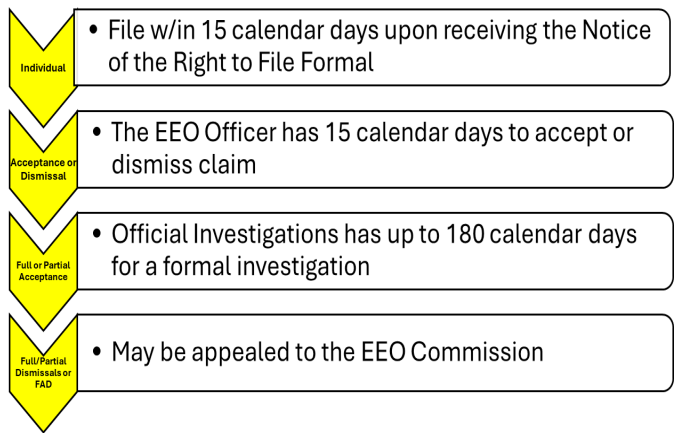 Individual
• File w/in 15 calendar days upon receiving the Notice
of the Right to File Formal
Acceptance or
Dismissal
• The EEO Officer has 15 calendar days to accept or
dismiss claim
Full or Partial
Acceptance
• Official Investigations has up to 180 calendar days
for a formal investigation
Full/Partial
Dismissals or
FAD
• May be appealed to the EEO Commission